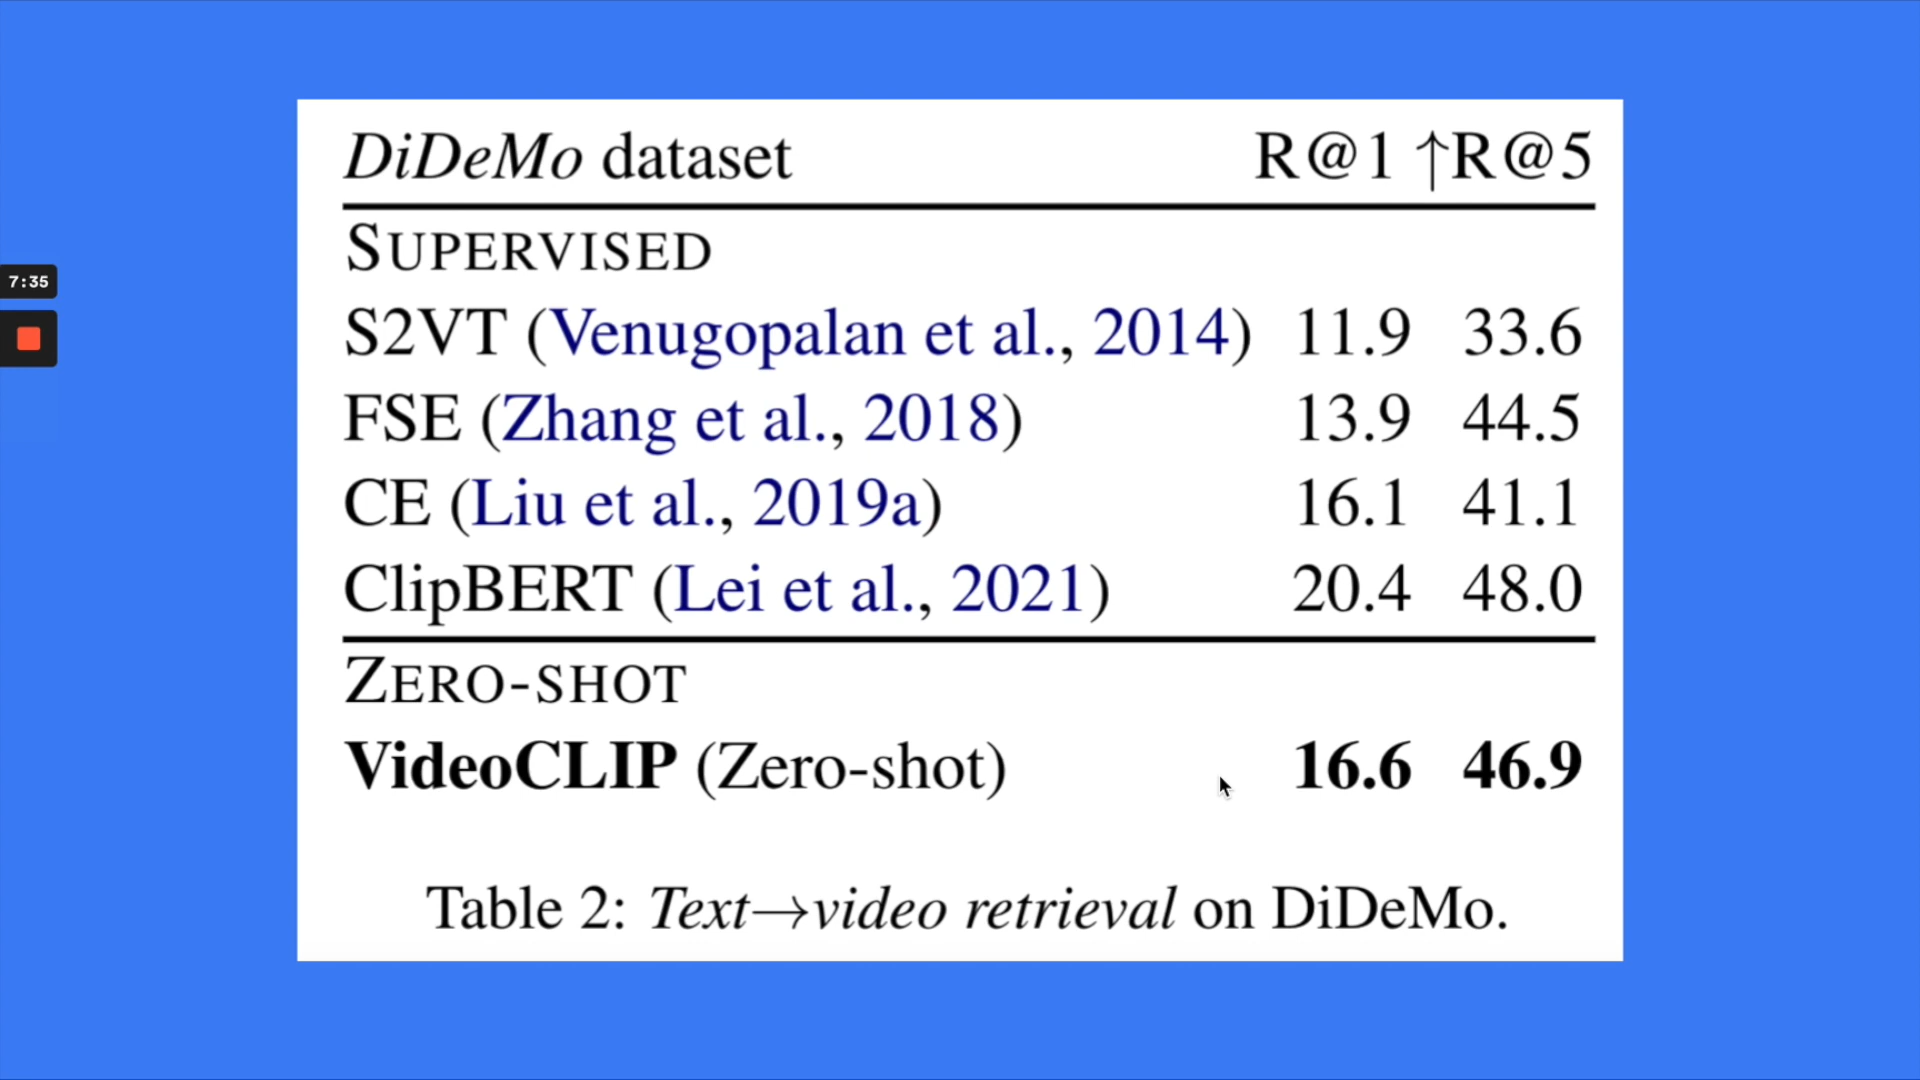 DiDeMo dataset R@1 ↑R@5
SUPERVISED
S2VT (Venugopalan et al., 2014) 11.9 33.6
FSE (Zhang et al., 2018) 13.9 44.5
7:35
CE (Liu et al., 2019a) 16.1 41.1
ClipBERT (Lei et al., 2021) 20.4 48.0
ZERO-SHOT
VideoCLIP (Zero-shot) 16.6 46.9
Table 2: Text→video retrieval on DiDeMo.